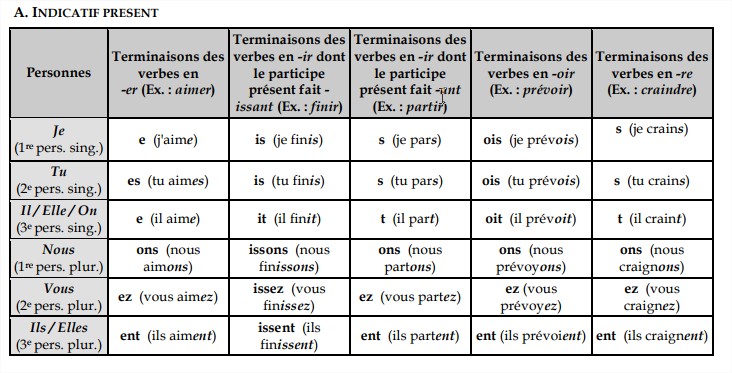 A. INDICATIF PRESENT
Personnes
Terminaisons des
verbes en
-er (Ex. : aimer)
Terminaisons des
verbes en -ir dont
le participe
présent fait -
issant (Ex. : finir)
Terminaisons des
verbes en -ir dont
le participe
présent fait -ant
(Ex. : partir)
Terminaisons des
verbes en -oir
(Ex. : prévoir)
Terminaisons des
verbes en -re
(Ex. : craindre)
Je
(1re pers. sing.)
e (j'aime)
is (je finis)
s (je pars)
ois (je prévois)
s (je crains)
Tu
(2e pers. sing.)
es (tu aimes)
is (tu finis)
s (tu pars)
ois (tu prévois)
s (tu crains)
Il / Elle / On
(3e pers. sing.)
e (il aime)
it (il finit)
t (il part)
oit (il prévoit)
t (il craint)
Nous
(1re pers. plur.)
ons (nous
aimons)
issons (nous
finissons)
ons (nous
partons)
ons (nous
prévoyons)
ons (nous
craignons)
Vous
(2e pers. plur.)
ez (vous aimez)
issez (vous
finissez)
ez (vous partez)
ez (vous
prévoyez)
ez (vous
craignez)
Ils / Elles
(3e pers. plur.)
ent (ils aiment)
issent (ils
finissent)
ent (ils partent)
ent (ils prévoient)
ent (ils craignent)